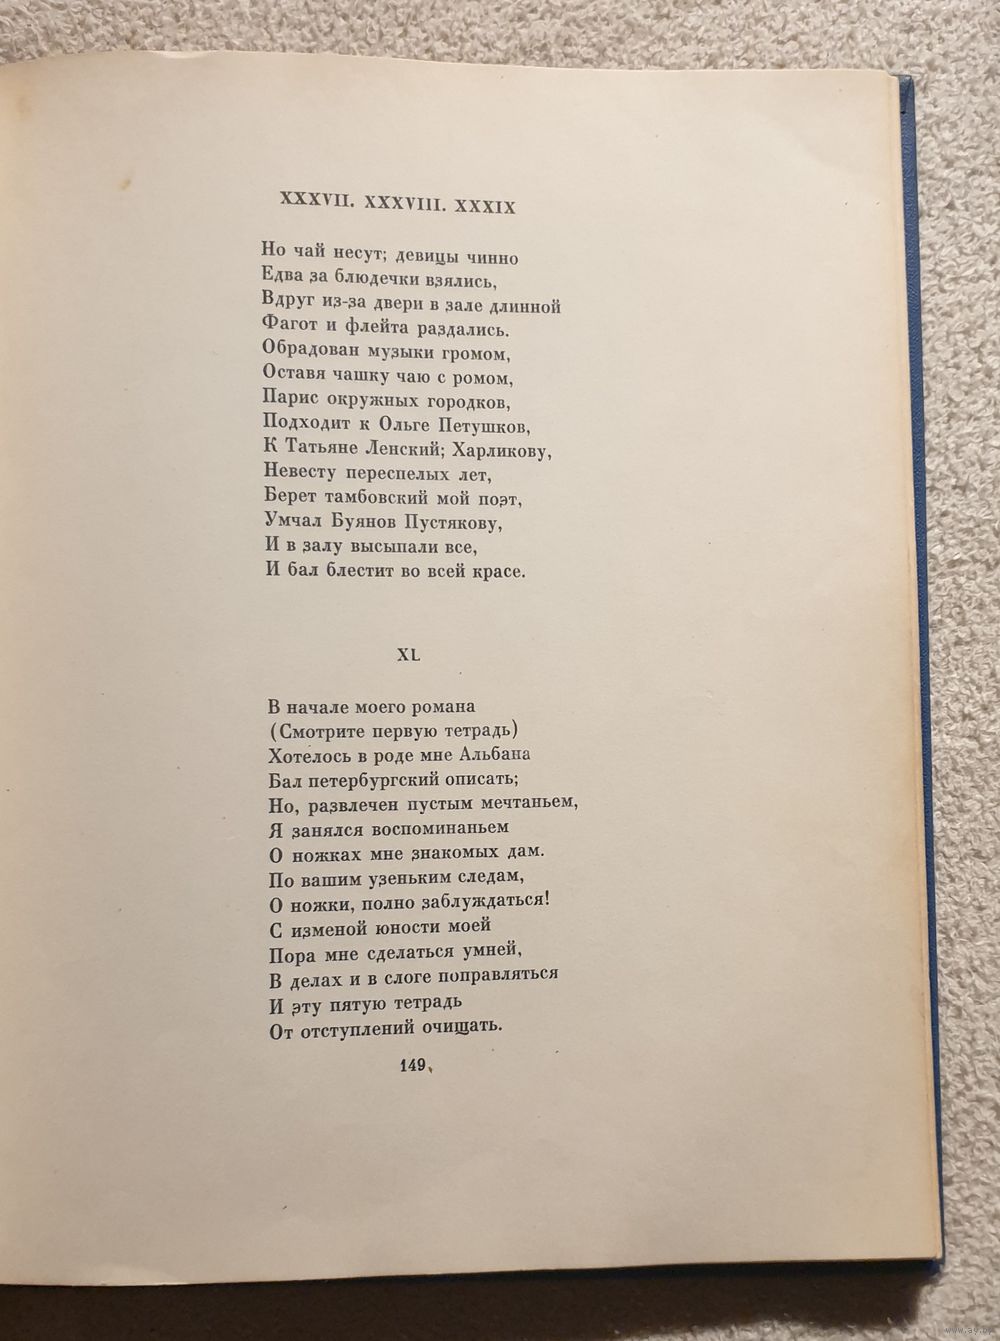 XXXVII. XXXVIII. XXXIX
Но чай несут; девицы чинно
Едва за блюдечки взялись,
Вдруг из-за двери в зале длинной
Фагот и флейта раздались.
Обрадован музыки громом,
Оставя чашку чаю с ромом,
Парис окружных городков,
Подходит к Ольге Петушков,
К Татьяне Ленский; Харликову,
Невесту переспелых лет,
Берет тамбовский мой поэт,
Умчал Буянов Пустякову,
И в залу высыпали все,
И бал блестит во всей красе.
XL
В начале моего романа
(Смотрите первую тетрадь)
Хотелось в роде мне Альбана
Бал петербургский описать;
Но, развлечен пустым мечтаньем,
Я занялся воспоминаньем
О ножках мне знакомых дам.
По вашим узеньким следам,
О ножки, полно заблуждаться!
С изменой юности моей
Пора мне сделаться умней,
В делах и в слоге поправляться
И эту пятую тетрадь
От отступлений очищать.
149